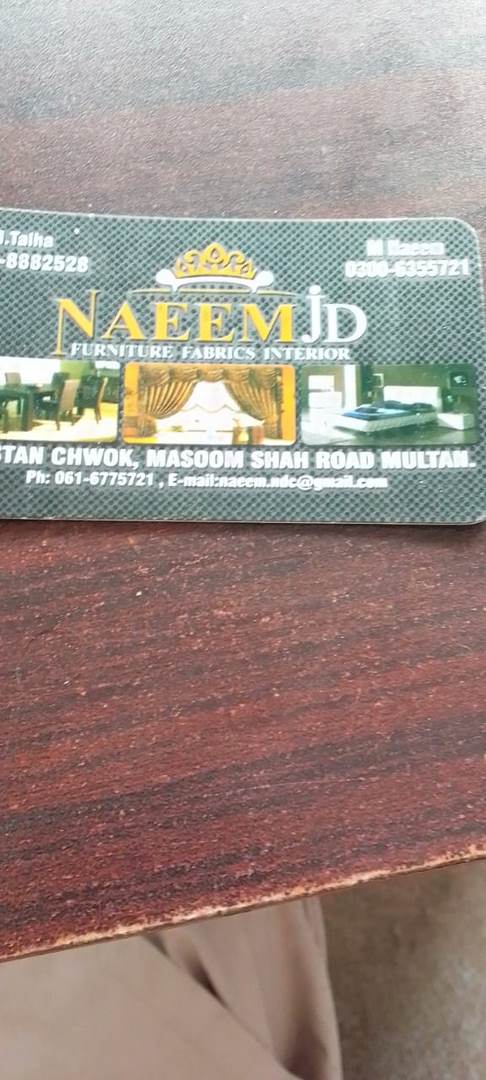 .Talha
M Naeem
-8882528
0300-6355721
NAEEM JD
FURNITURE FABRICS INTERIOR
STAN CHWOK, MASOOM SHAH ROAD MULTAN.
Ph: 061-6775721 , E-mail:naeem.ndc@gmail.com